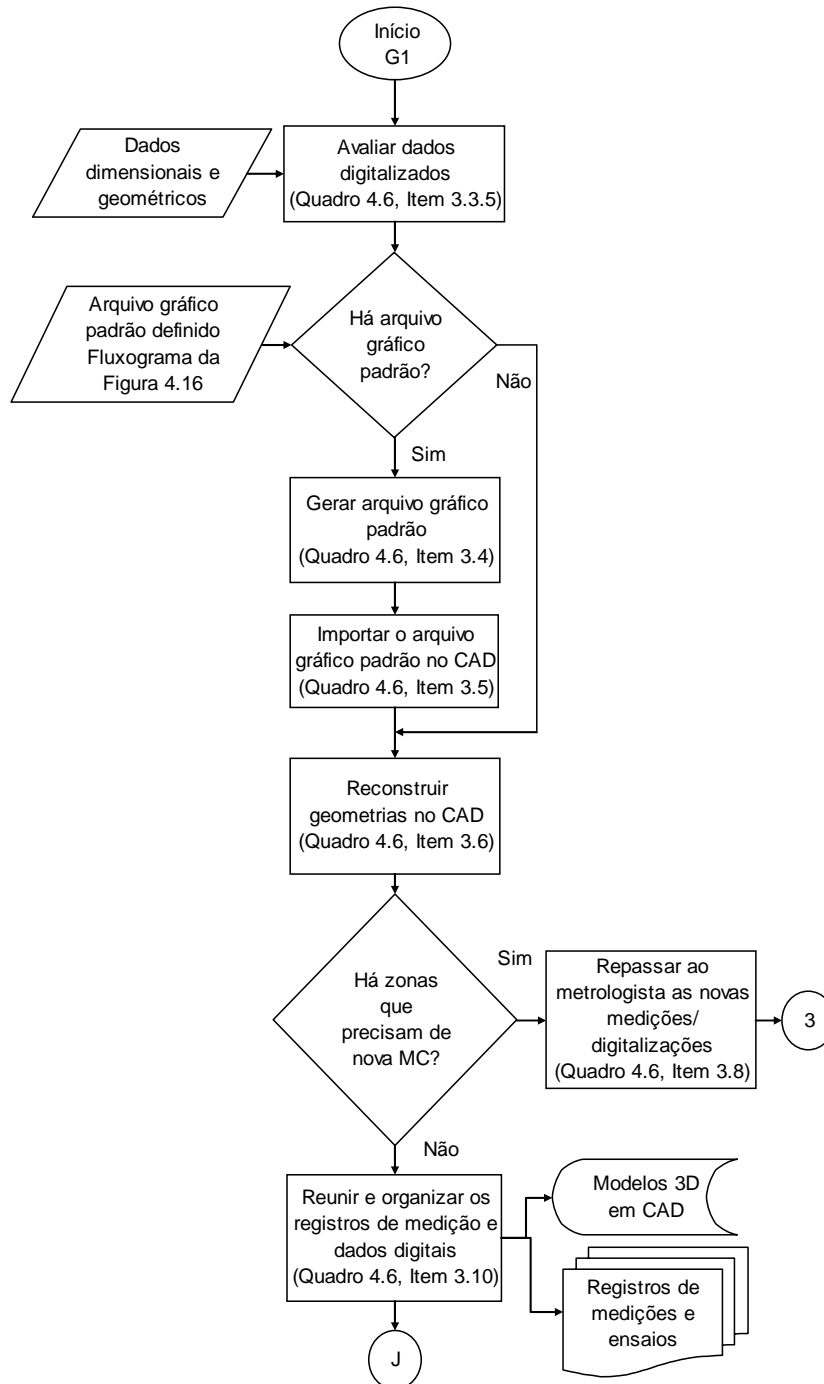 Início
G1
Dados
dimensionais e
geométricos
Avaliar dados
digitalizados
(Quadro 4.6, Item 3.3.5)
Arquivo gráfico
padrão definido
Fluxograma da
Figura 4.16
Há arquivo
gráfico
padrão?
Não
Sim
Gerar arquivo gráfico
padrão
(Quadro 4.6, Item 3.4)
Importar o arquivo
gráfico padrão no CAD
(Quadro 4.6, Item 3.5)
Reconstruir
geometrias no CAD
(Quadro 4.6, Item 3.6)
Há zonas
que
precisam de
nova MC?
Sim
Repassar ao
metrologista as novas
medições/
digitalizações
(Quadro 4.6, Item 3.8)
3
Não
Reunir e organizar os
registros de medição e
dados digitais
(Quadro 4.6, Item 3.10)
Modelos 3D
em CAD
Registros de
medições e
ensaios
J